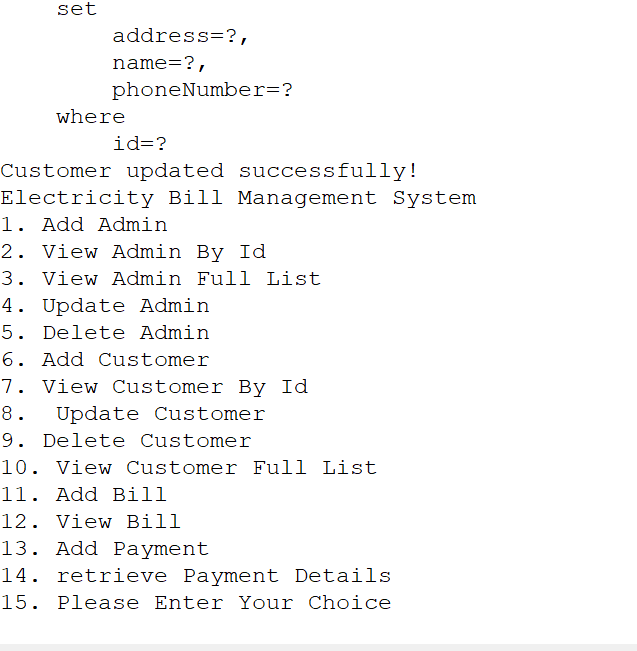 set
address=?,
name=?,
phoneNumber=?
where
id=?
Customer updated successfully!
Electricity Bill Management System
1. Add Admin
2. View Admin By Id
3. View Admin Full List
4. Update Admin
5. Delete Admin
6. Add Customer
7. View Customer By Id
8.  Update Customer
9. Delete Customer
10. View Customer Full List
11. Add Bill
12. View Bill
13. Add Payment
14. retrieve Payment Details
15. Please Enter Your Choice